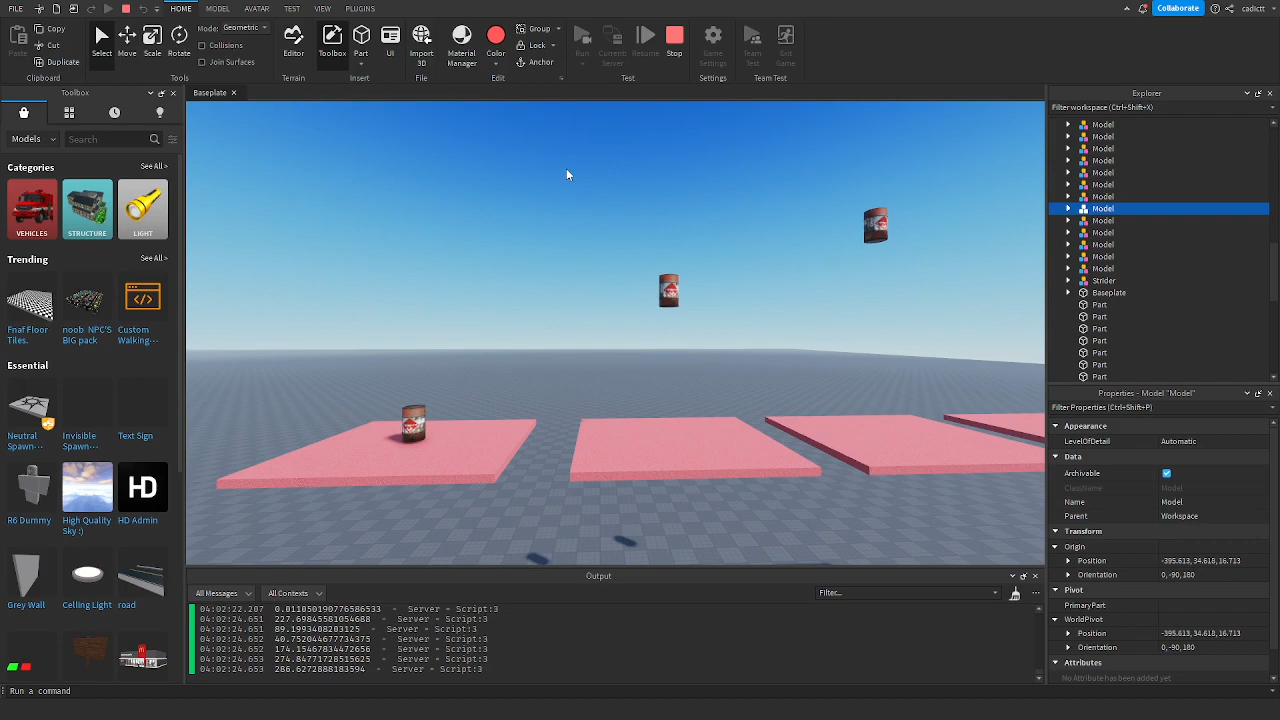 FILE HOME MODEL AVATAR TEST VIEW PLUGINS Collaborate cadictt
Paste Copy Cut Duplicate Select Move Scale Rotate Mode: Geometric Collisions Join Surfaces Editor Toolbox Part UI Import 3D Material Manager Color Group Lock Anchor Run Current: Server Resume Stop Game Settings Team Test Exit Game
Clipboard Tools Terrain Insert File Edit Test Settings Team Test
Toolbox
Models Search
Categories See All >
VEHICLES STRUCTURE LIGHT
Trending See All >
Fnaf Floor Tiles. noob NPC'S BIG pack Custom Walking···
Essential See All >
Neutral Spawn··· Invisible Spawn··· Text Sign
HD
R6 Dummy High Quality Sky :) HD Admin
Grey Wall Celling Light road
Baseplate
Output
All Messages All Contexts Filter...
04:02:22.207 0.011050190776586533 - Server - Script:3
04:02:24.651 227.69845581054688 - Server - Script:3
04:02:24.651 89.1993408203125 - Server - Script:3
04:02:24.652 40.752044677734375 - Server - Script:3
04:02:24.652 174.15467834472656 - Server - Script:3
04:02:24.653 274.84771728515625 - Server - Script:3
04:02:24.653 286.6272888183594 - Server - Script:3
Run a command
Explorer
Filter workspace (Ctrl+Shift+X)
Model
Model
Model
Model
Model
Model
Model
Model
Model
Model
Model
Model
Model
Strider
Baseplate
Part
Part
Part
Part
Part
Part
Part
Properties - Model "Model"
Filter Properties (Ctrl+Shift+P)
Appearance
LevelOfDetail Automatic
Data
Archivable
ClassName Model
Name Model
Parent Workspace
Transform
Origin
Position -395.613, 34.618, 16.713
Orientation 0,-90,180
Pivot
PrimaryPart
WorldPivot
Position -395.613, 34.618, 16.713
Orientation 0,-90,180
Attributes
No Attribute has been added yet